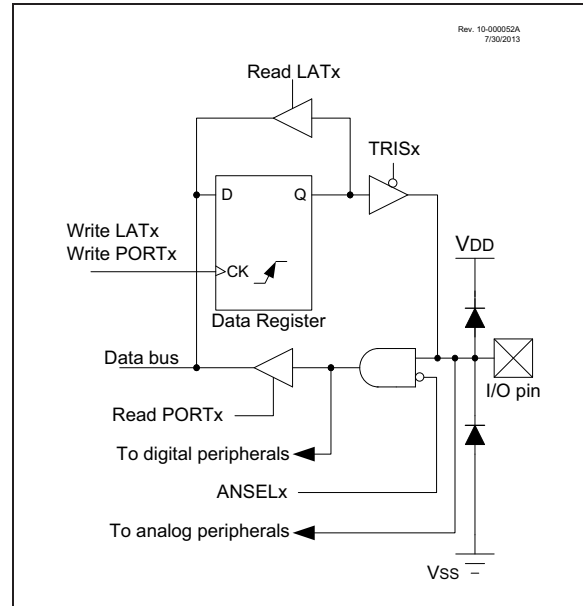 Rev. 10-000052A
7/30/2013
Read LATx
TRISx
D
Q
Write LATx
Write PORTx
CK
VDD
Data Register
Data bus
I/O pin
Read PORTx
To digital peripherals
ANSELx
To analog peripherals
VSS